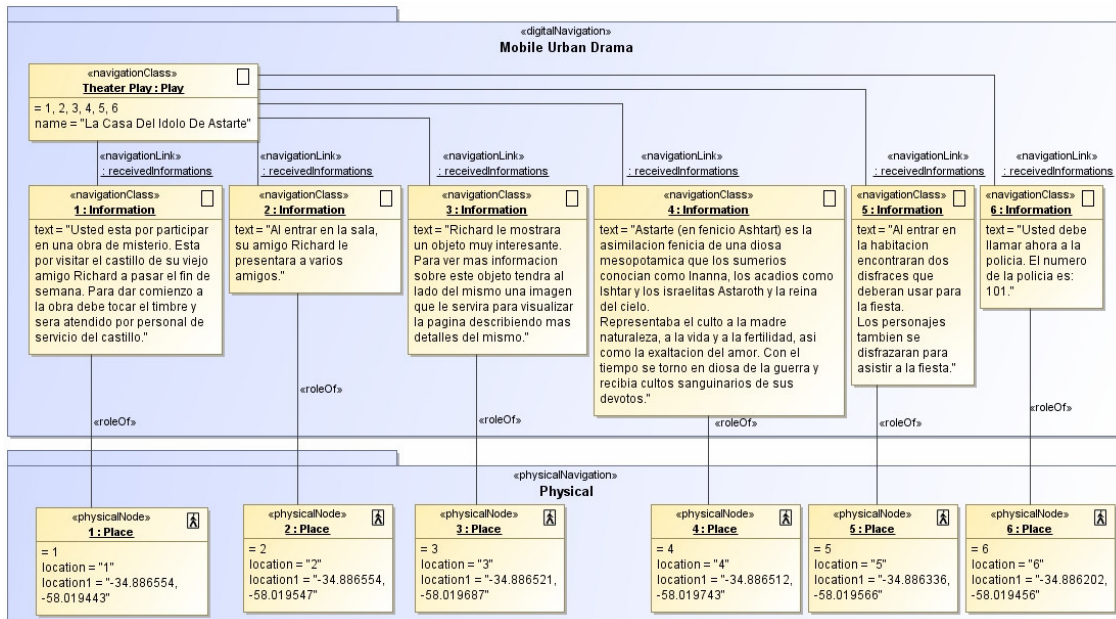 «digitalNavigation»
Mobile Urban Drama
«navigationClass»
Theater Play : Play
= 1, 2, 3, 4, 5, 6
name = "La Casa Del Idolo De Astarte"
«navigationLink»
: receivedInformations
«navigationLink»
: receivedInformations
«navigationLink»
: receivedInformations
«navigationLink»
: receivedInformations
«navigationLink»
: receivedInformations
«navigationLink»
: receivedInformations
«navigationClass»
1 : Information
text = "Usted esta por participar
en una obra de misterio. Esta
por visitar el castillo de su viejo
amigo Richard a pasar el fin de
semana. Para dar comienzo a
la obra debe tocar el timbre y
sera atendido por personal de
servicio del castillo."
«navigationClass»
2 : Information
text = "Al entrar en la sala,
su amigo Richard le
presentara a varios
amigos."
«navigationClass»
3 : Information
text = "Richard le mostrara
un objeto muy interesante.
Para ver mas informacion
sobre este objeto tendra al
lado del mismo una imagen
que le servira para visualizar
la pagina describiendo mas
detalles del mismo."
«navigationClass»
4 : Information
text = "Astarte (en fenicio Ashtart) es la
asimilacion fenicia de una diosa
mesopotamica que los sumerios
conocian como Inanna, los acadios como
Ishtar y los israelitas Astaroth y la reina
del cielo.
Representaba el culto a la madre
naturaleza, a la vida y a la fertilidad, asi
como la exaltacion del amor. Con el
tiempo se torno en diosa de la guerra y
recibia cultos sanguinarios de sus
devotos."
«navigationClass»
5 : Information
text = "Al entrar en
la habitacion
encontraran dos
disfraces que
deberan usar para
la fiesta.
Los personajes
tambien se
disfrazaran para
asistir a la fiesta."
«navigationClass»
6 : Information
text = "Usted debe
llamar ahora a la
policia. El numero
de la policia es:
101."
«roleOf»
«roleOf»
«roleOf»
«roleOf»
«roleOf»
«roleOf»
«physicalNavigation»
Physical
«physicalNode»
1 : Place
= 1
location = "1"
location1 = "-34.886554,
-58.019443"
«physicalNode»
2 : Place
= 2
location = "2"
location1 = "-34.886554,
-58.019547"
«physicalNode»
3 : Place
= 3
location = "3"
location1 = "-34.886521,
-58.019687"
«physicalNode»
4 : Place
= 4
location = "4"
location1 = "-34.886512,
-58.019743"
«physicalNode»
5 : Place
= 5
location = "5"
location1 = "-34.886336,
-58.019566"
«physicalNode»
6 : Place
= 6
location = "6"
location1 = "-34.886202,
-58.019456"